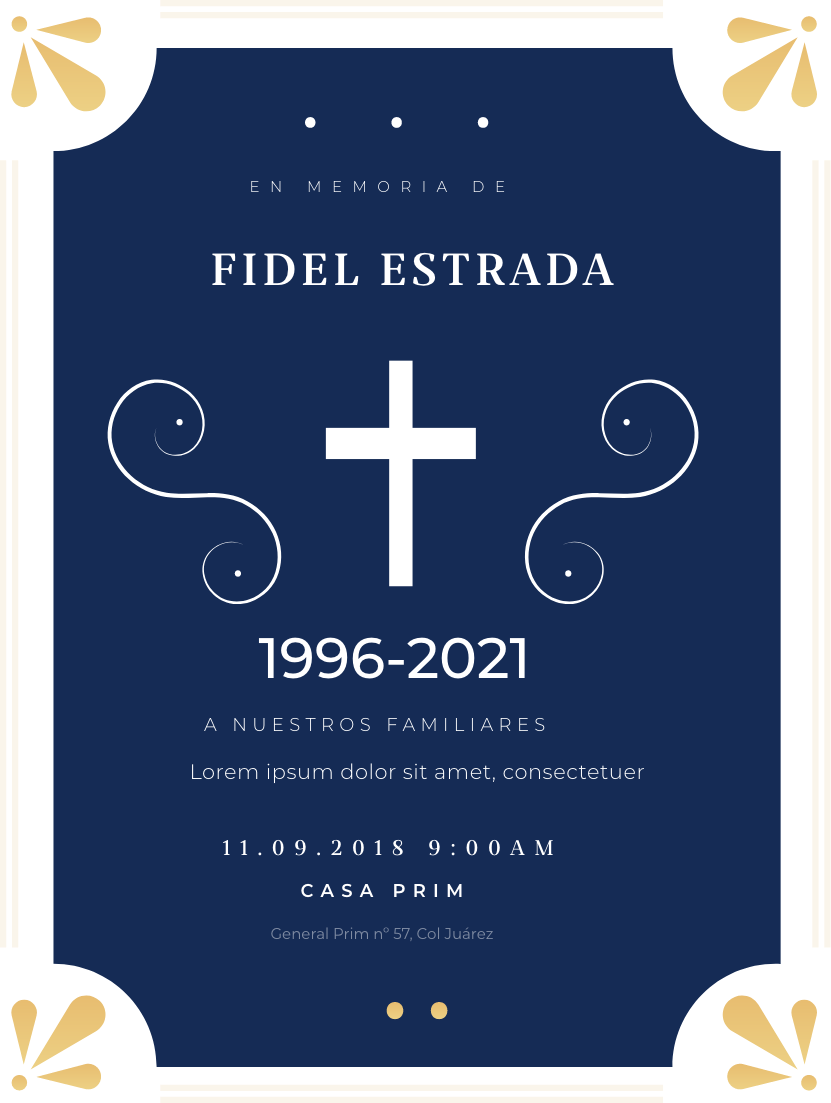 EN MEMORIA DE
FIDEL ESTRADA
1996-2021
A NUESTROS FAMILIARES
Lorem ipsum dolor sit amet, consectetuer
11.09.2018 9:00AM
CASA PRIM
General Prim nº 57, Col Juárez